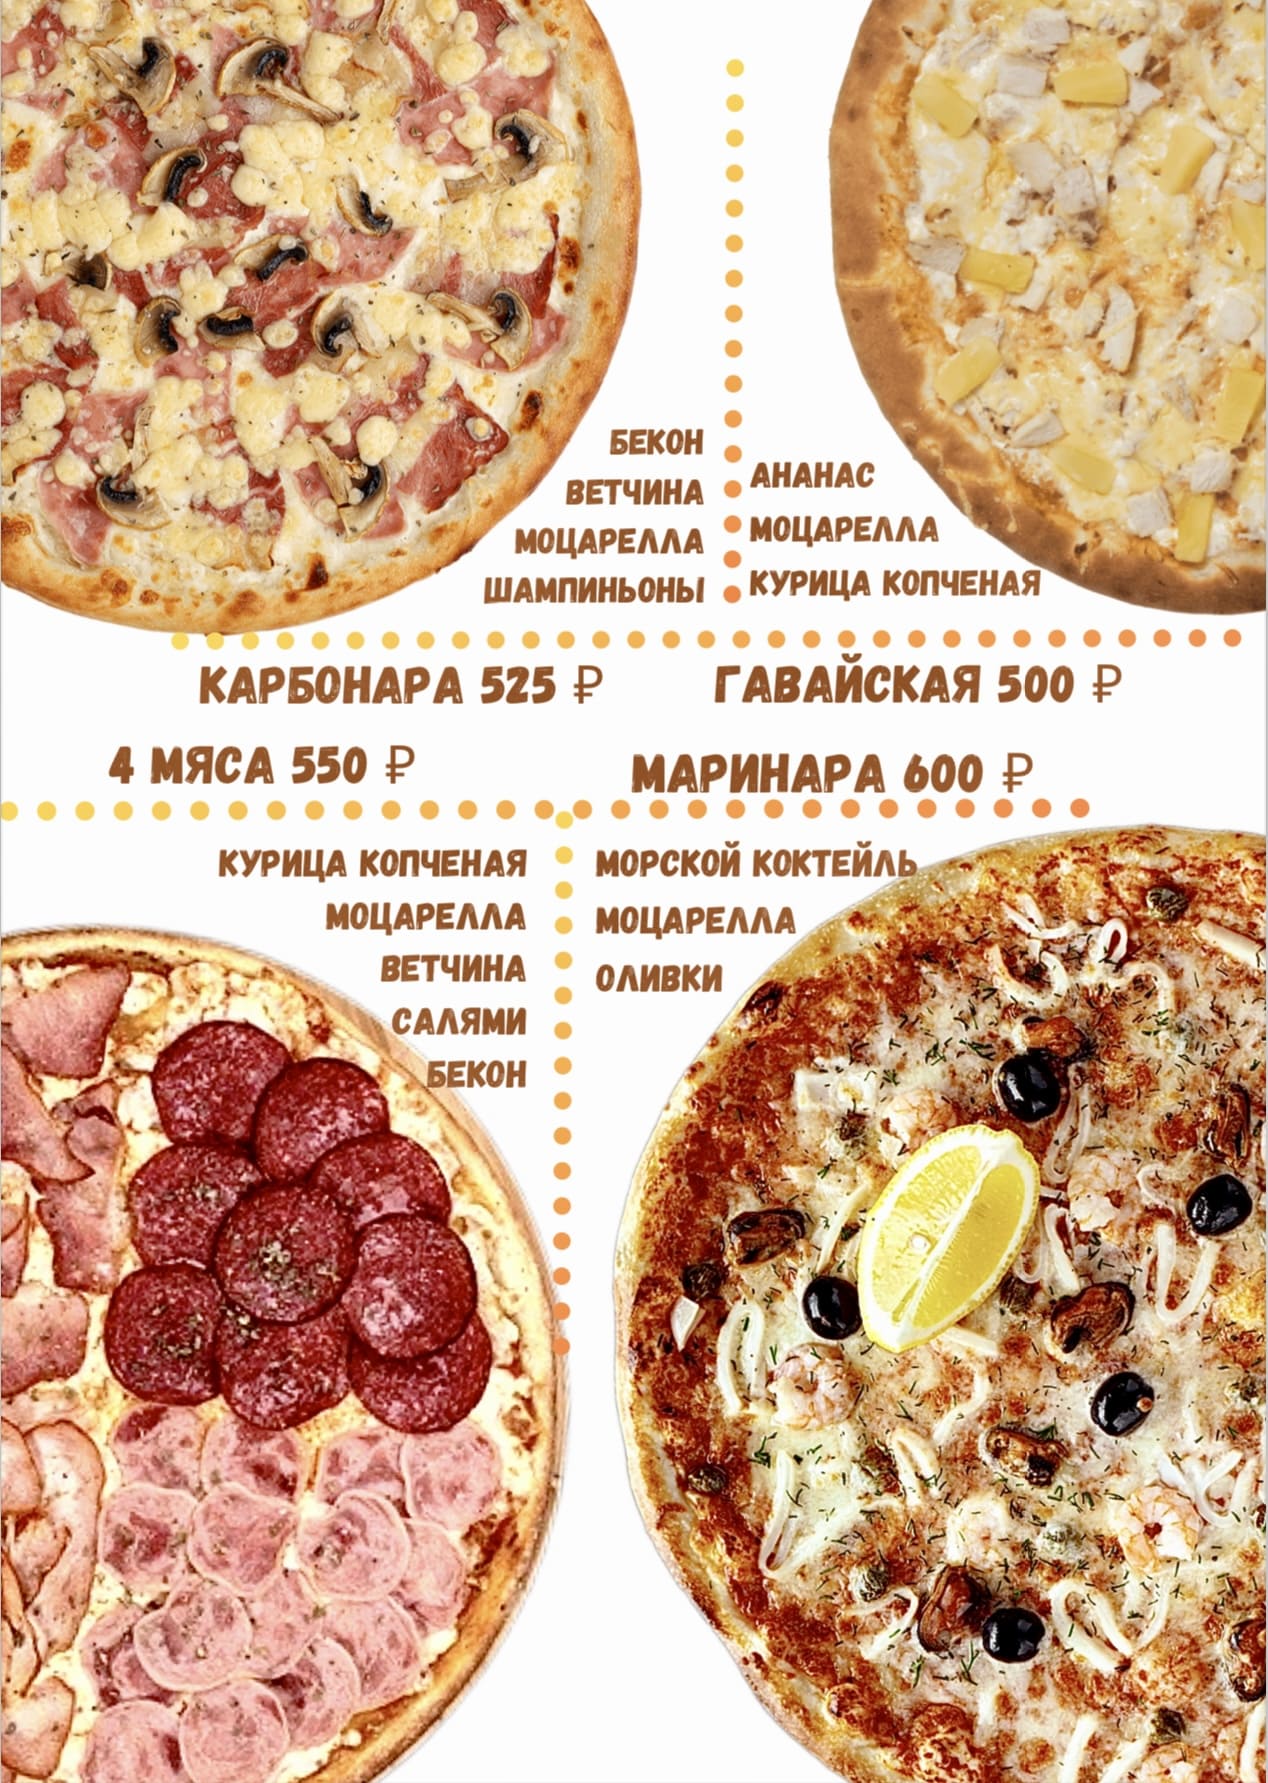 БЕКОН
ВЕТЧИНА
МОЦАРЕЛЛА
ШАМПИНЬОНЫ
АНАНАС
МОЦАРЕЛЛА
КУРИЦА КОПЧЕНАЯ
КАРБОНАРА 525 ₽
ГАВАЙСКАЯ 500 ₽
4 МЯСА 550 ₽
МАРИНАРА 600 ₽
КУРИЦА КОПЧЕНАЯ
МОЦАРЕЛЛА
ВЕТЧИНА
САЛЯМИ
БЕКОН
МОРСКОЙ КОКТЕЙЛЬ
МОЦАРЕЛЛА
ОЛИВКИ